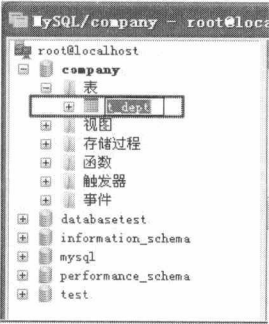 MySQL/company - root@loca
root@localhost
company
表
t_dept
视图
存储过程
函数
触发器
事件
databasetest
information_schema
mysql
performance_schema
test